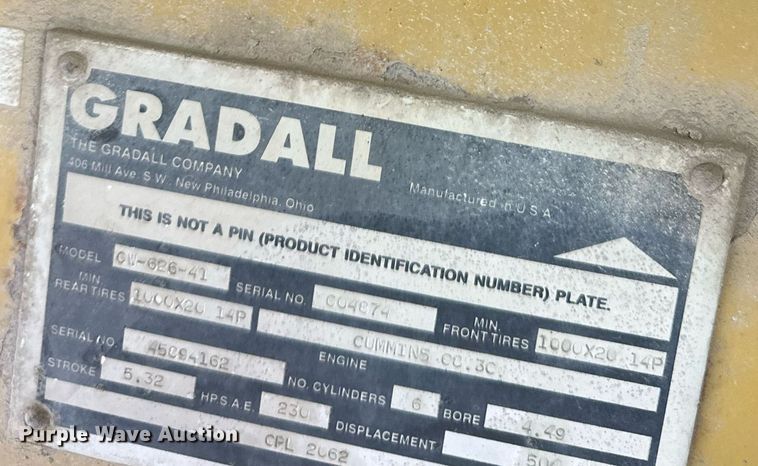 GRADALL
THE GRADALL COMPANY
406 Mill Ave. S.W. New Philadelphia, Ohio
Manufactured in U S A
THIS IS NOT A PIN (PRODUCT IDENTIFICATION NUMBER) PLATE.
MODEL SERIAL NO.
MIN. REAR TIRES 1000X20 14P MIN. FRONT TIRES 1000X20 14P
CUMMINS
ENGINE
SERIAL NO. 45094162 NO. CYLINDERS 6 BORE 4.49
STROKE 5.32 HP S.A.E. 230 DISPLACEMENT
CPL 2062
Purple Wave Auction